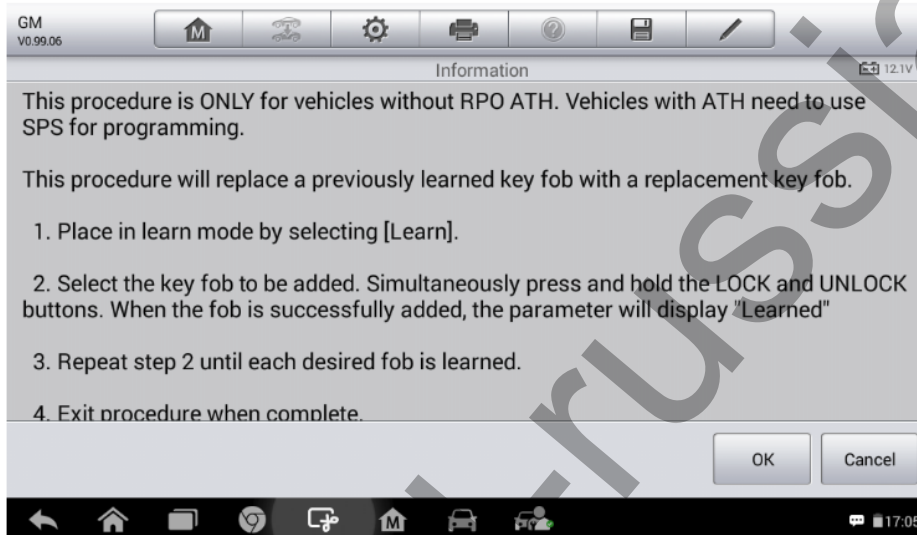 GM
V0.99.06
Information
12.1V
This procedure is ONLY for vehicles without RPO ATH. Vehicles with ATH need to use
SPS for programming.
This procedure will replace a previously learned key fob with a replacement key fob.
1. Place in learn mode by selecting [Learn].
2. Select the key fob to be added. Simultaneously press and hold the LOCK and UNLOCK
buttons. When the fob is successfully added, the parameter will display "Learned"
3. Repeat step 2 until each desired fob is learned.
4. Exit procedure when complete.
OK
Cancel
17:05